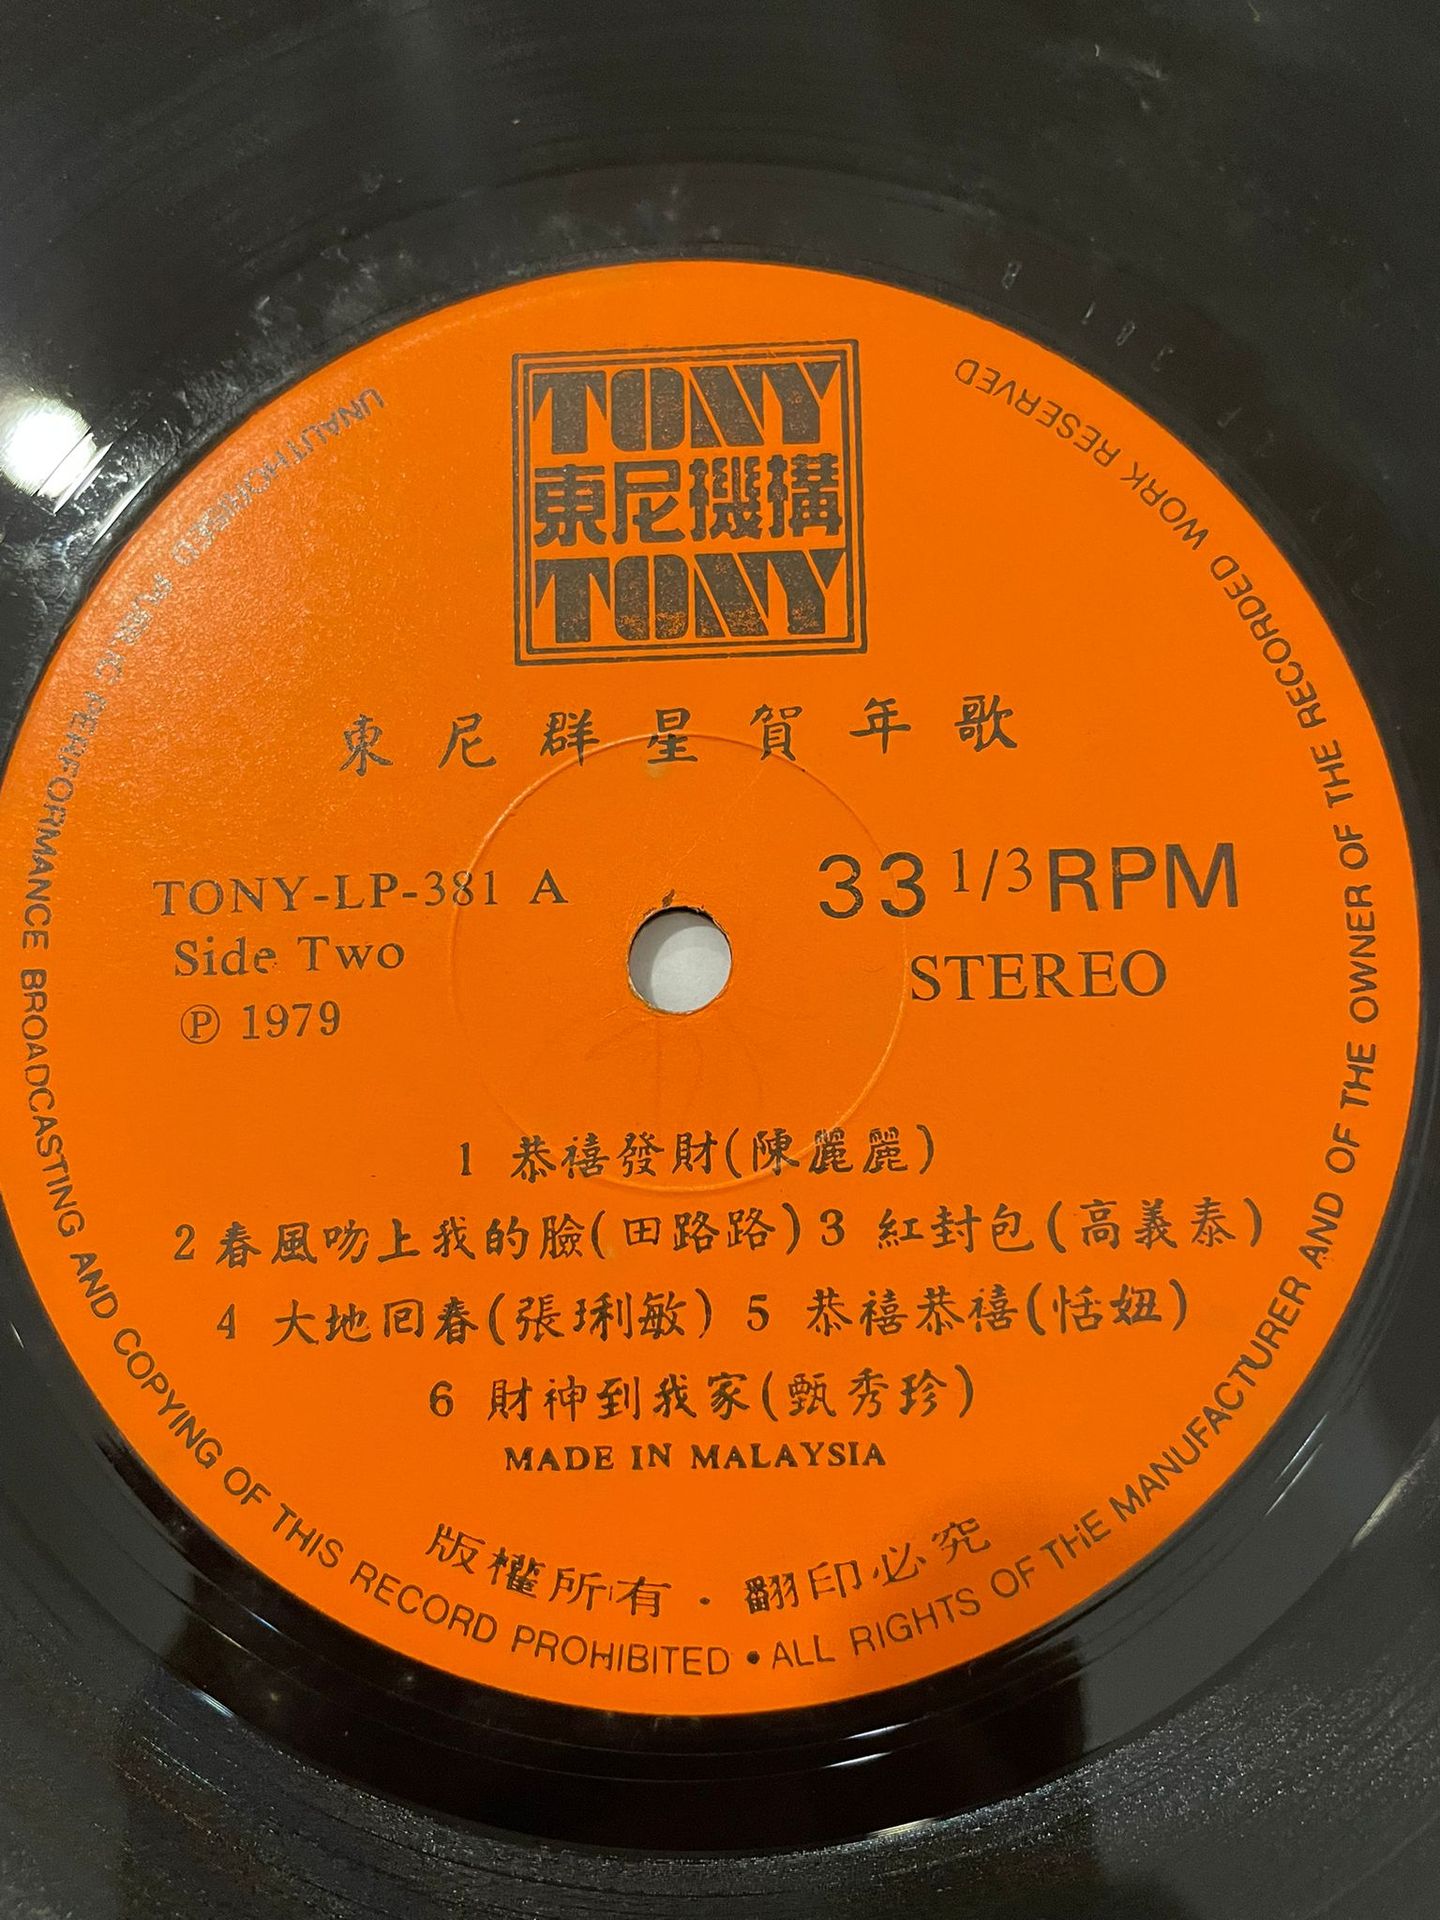 TONY
東尼機構
TONY
東尼群星賀年歌
TONY-LP-381 A
Side Two
Ⓟ 1979
33 1/3 RPM
STEREO
1 恭禧發財(陳麗麗)
2 春風吻上我的臉(田路路) 3 紅封包(高義泰)
4 大地回春(張琍敏) 5 恭禧恭禧(恬妞)
6 財神到我家(甄秀珍)
MADE IN MALAYSIA
版權所有・翻印必究
UNAUTHORISED PUBLIC PERFORMANCE BROADCASTING AND COPYING OF THIS RECORD PROHIBITED • ALL RIGHTS OF THE MANUFACTURER AND OF THE OWNER OF THE RECORDED WORK RESERVED